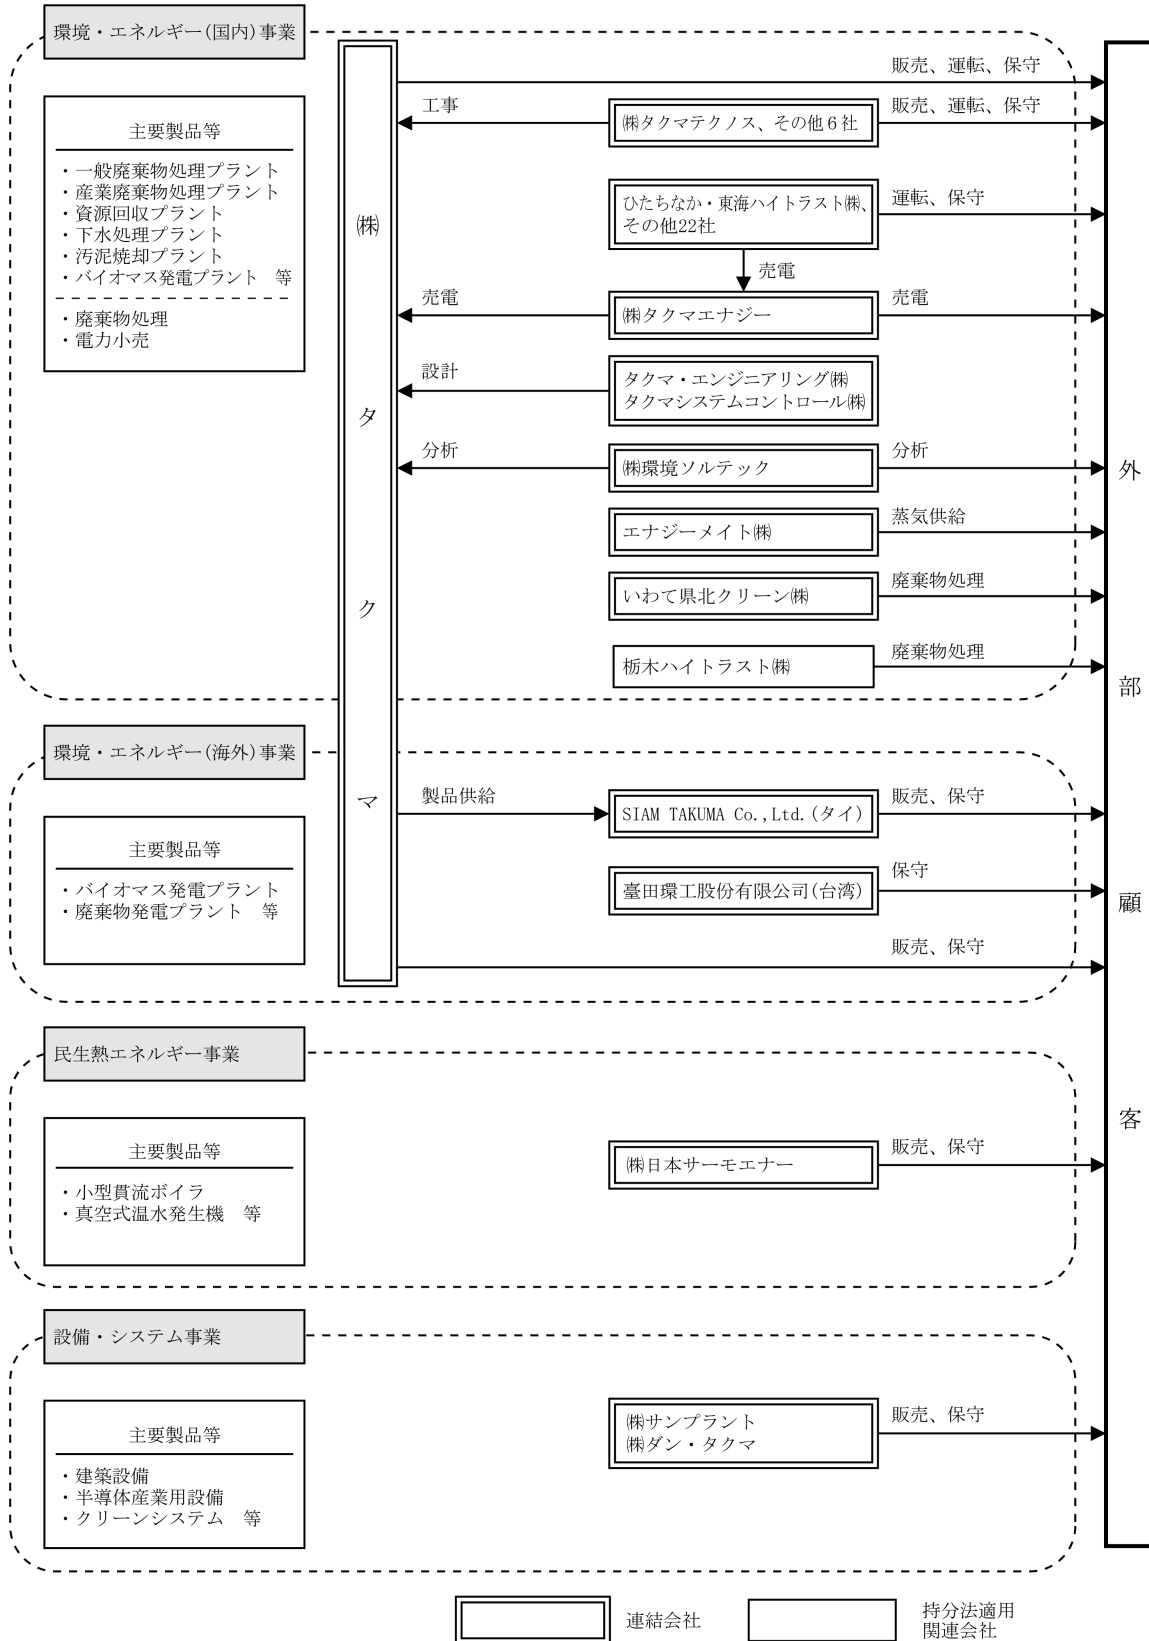 環境・エネルギー(国内)事業
主要製品等
・一般廃棄物処理プラント
・産業廃棄物処理プラント
・資源回収プラント
・下水処理プラント
・汚泥焼却プラント
・バイオマス発電プラント　等
・廃棄物処理
・電力小売
㈱タクマ
販売、運転、保守
工事
㈱タクマテクノス、その他６社
販売、運転、保守
ひたちなか・東海ハイトラスト㈱、
その他22社
運転、保守
売電
売電
㈱タクマエナジー
売電
設計
タクマ・エンジニアリング㈱
タクマシステムコントロール㈱
分析
㈱環境ソルテック
分析
エナジーメイト㈱
蒸気供給
いわて県北クリーン㈱
廃棄物処理
栃木ハイトラスト㈱
廃棄物処理
外部顧客
環境・エネルギー(海外)事業
主要製品等
・バイオマス発電プラント
・廃棄物発電プラント　等
製品供給
SIAM TAKUMA Co.,Ltd.(タイ)
販売、保守
臺田環工股份有限公司(台湾)
保守
販売、保守
民生熱エネルギー事業
主要製品等
・小型貫流ボイラ
・真空式温水発生機　等
㈱日本サーモエナー
販売、保守
設備・システム事業
主要製品等
・建築設備
・半導体産業用設備
・クリーンシステム　等
㈱サンプラント
㈱ダン・タクマ
販売、保守
連結会社
持分法適用
関連会社